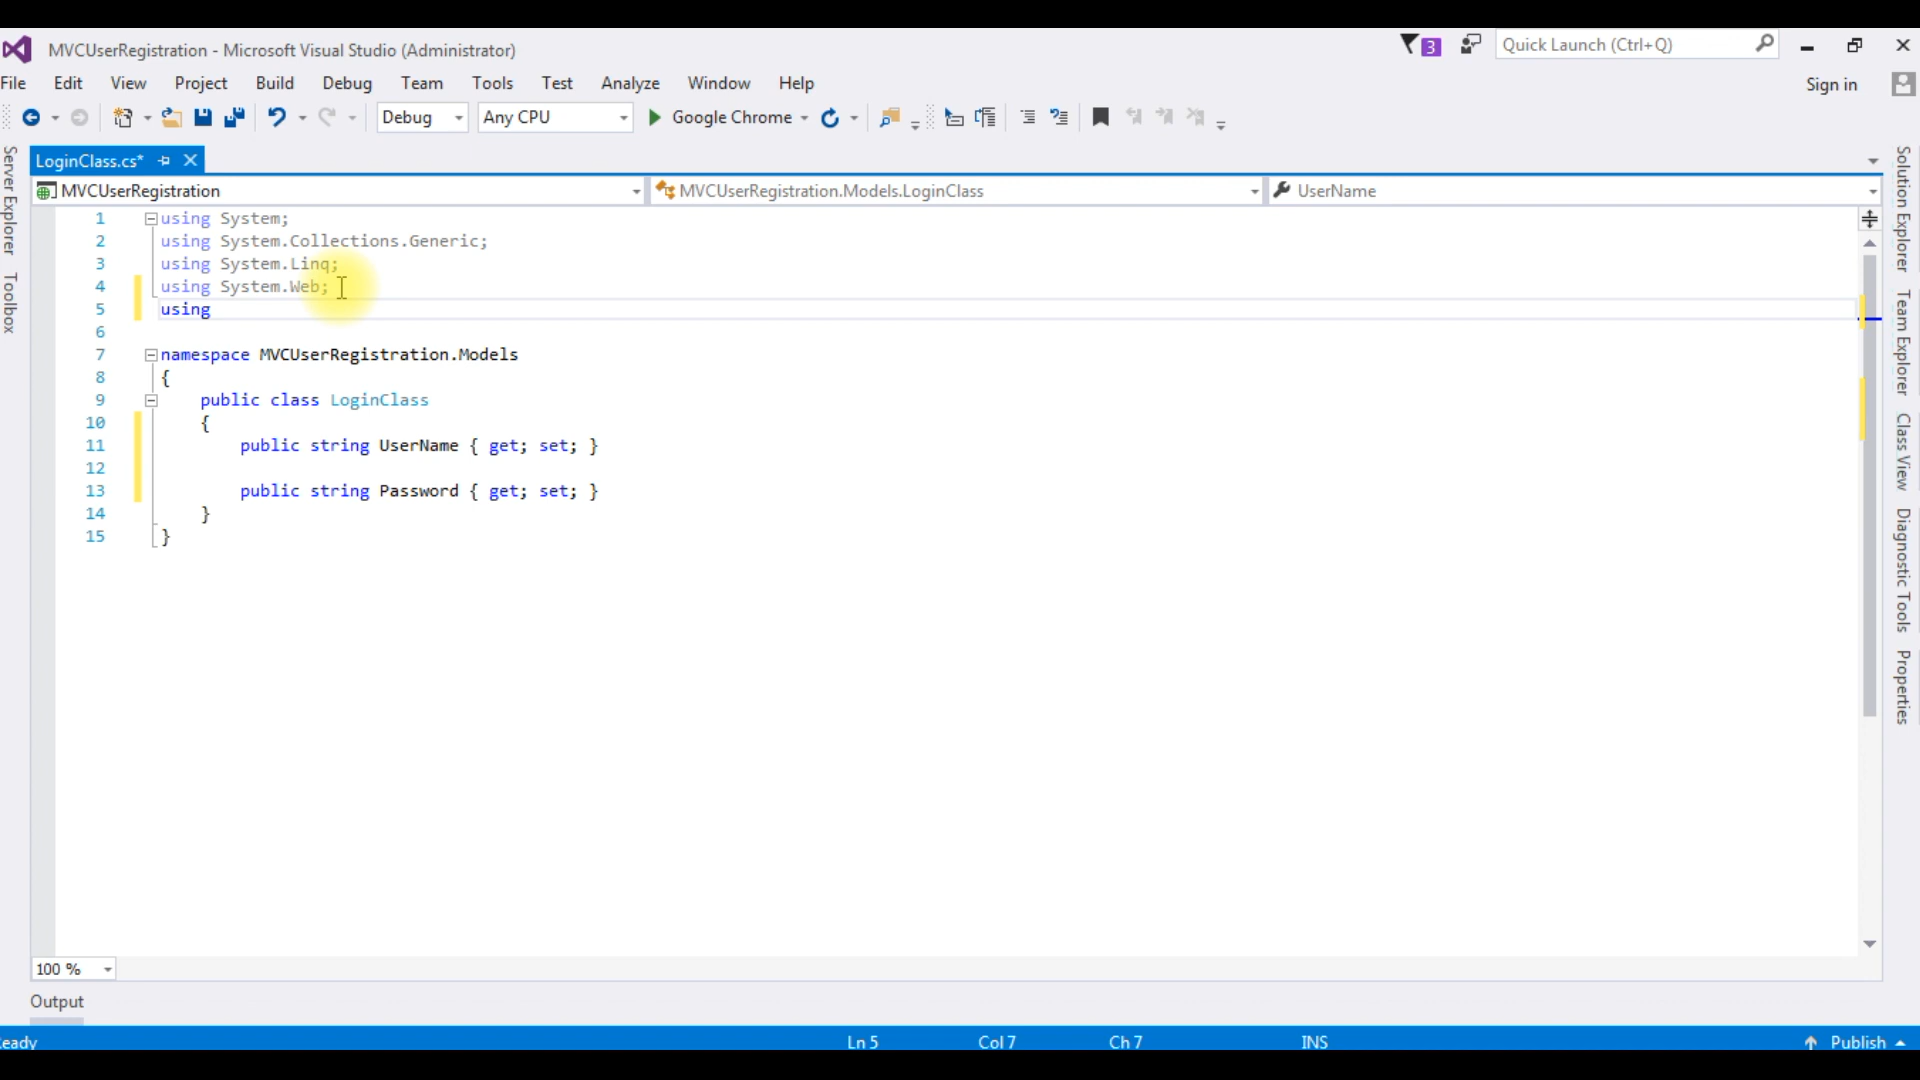 MVCUserRegistration - Microsoft Visual Studio (Administrator)
3
Quick Launch (Ctrl+Q)
File Edit View Project Build Debug Team Tools Test Analyze Window Help
Sign in
Debug
Any CPU
Google Chrome
LoginClass.cs*
MVCUserRegistration
MVCUserRegistration.Models.LoginClass
UserName
1 using System;
2 using System.Collections.Generic;
3 using System.Linq;
4 using System.Web;
5 using
6
7 namespace MVCUserRegistration.Models
8 {
9 public class LoginClass
10 {
11 public string UserName { get; set; }
12
13 public string Password { get; set; }
14 }
15 }
Server Explorer
Toolbox
Solution Explorer
Team Explorer
Class View
Diagnostic Tools
Properties
100 %
Output
eady
Ln 5
Col 7
Ch 7
INS
Publish